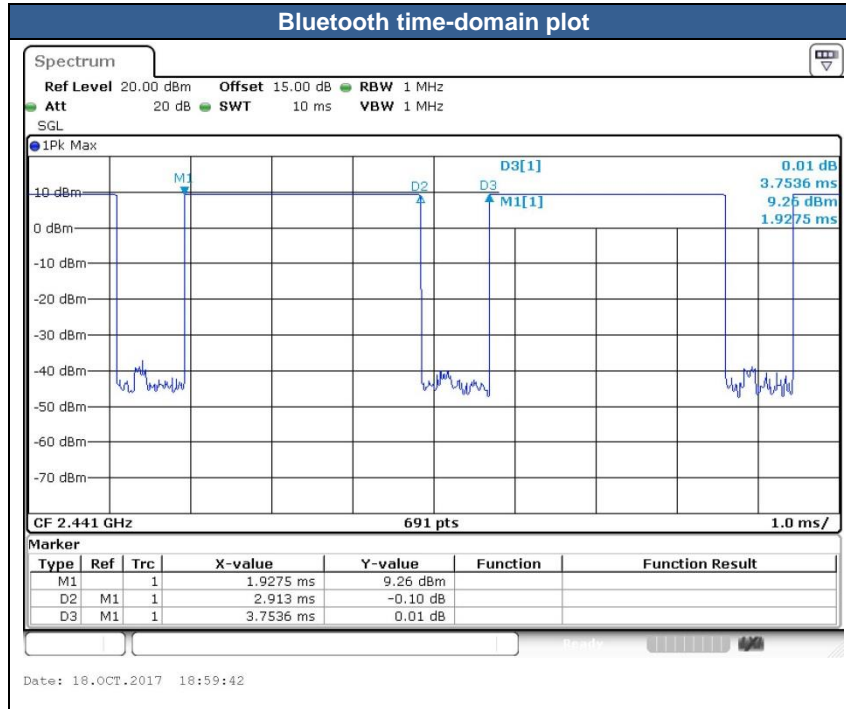 Bluetooth time-domain plot
Spectrum
Ref Level 20.00 dBm Offset 15.00 dB RBW 1 MHz
Att 20 dB SWT 10 ms VBW 1 MHz
SGL
1Pk Max
D3[1] 0.01 dB
3.7536 ms
M1[1] 9.26 dBm
1.9275 ms
M1
D2
D3
10 dBm
0 dBm
-10 dBm
-20 dBm
-30 dBm
-40 dBm
-50 dBm
-60 dBm
-70 dBm
CF 2.441 GHz 691 pts 1.0 ms/
Marker
Type Ref Trc X-value Y-value Function Function Result
M1 1 1.9275 ms 9.26 dBm
D2 M1 1 2.913 ms -0.10 dB
D3 M1 1 3.7536 ms 0.01 dB
Ready
Date: 18.OCT.2017 18:59:42